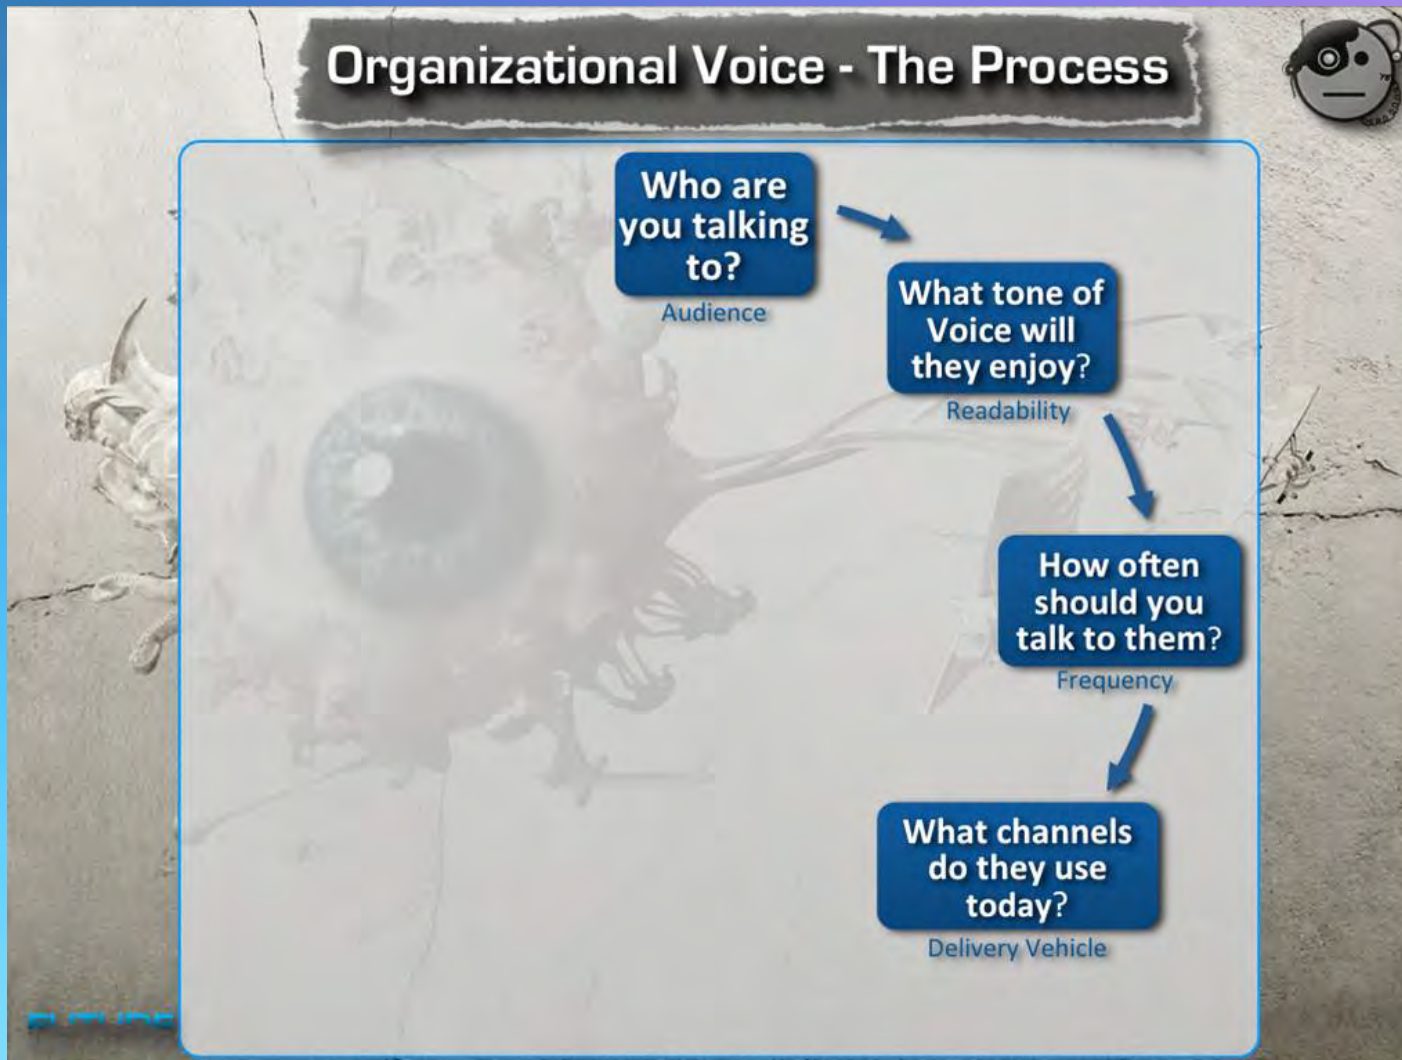 Organizational Voice - The Process
Who are
you talking
to?
Audience
What tone of
Voice will
they enjoy?
Readability
How often
should you
talk to them?
Frequency
What channels
do they use
today?
Delivery Vehicle